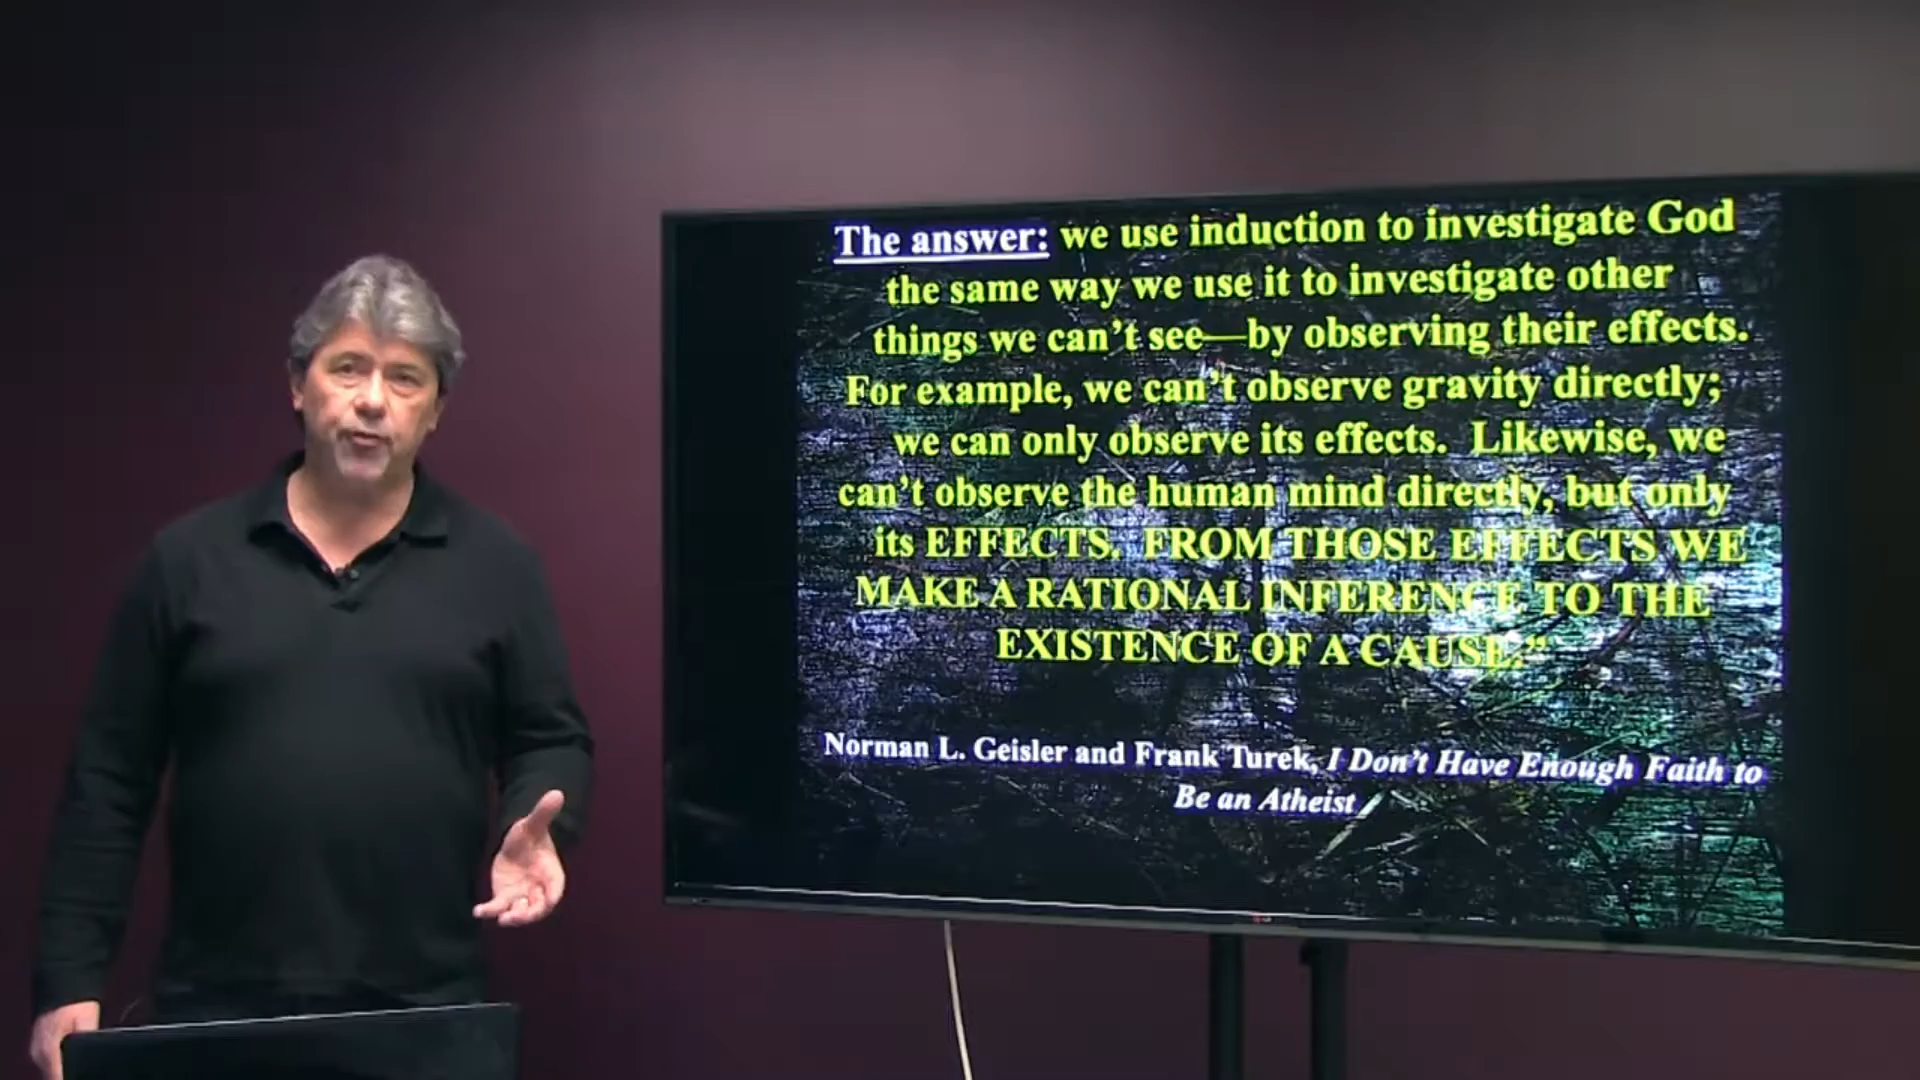 The answer: we use induction to investigate God
the same way we use it to investigate other
things we can't see—by observing their effects.
For example, we can't observe gravity directly;
we can only observe its effects. Likewise, we
can't observe the human mind directly, but only
its EFFECTS. FROM THOSE EFFECTS WE
MAKE A RATIONAL INFERENCE TO THE
EXISTENCE OF A CAUSE.”
Norman L. Geisler and Frank Turek, I Don't Have Enough Faith to
Be an Atheist